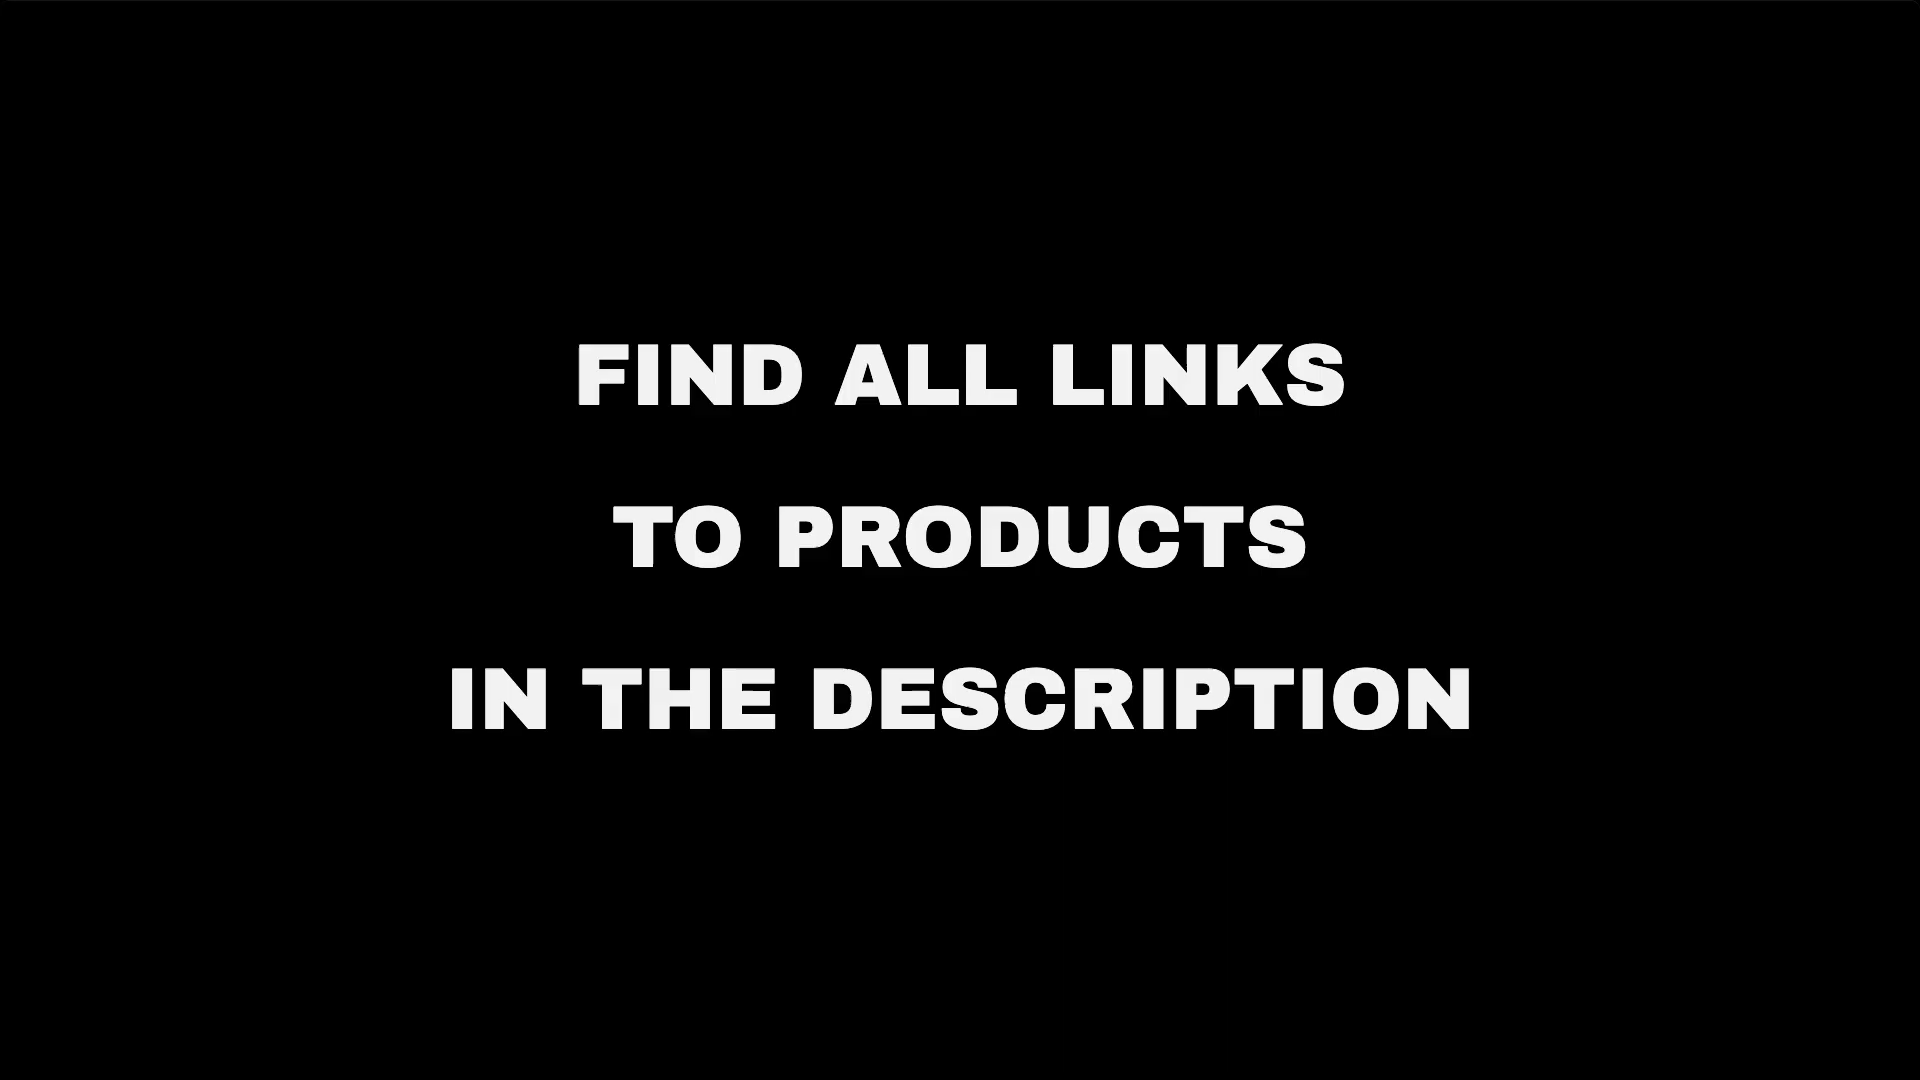 FIND ALL LINKS
TO PRODUCTS
IN THE DESCRIPTION